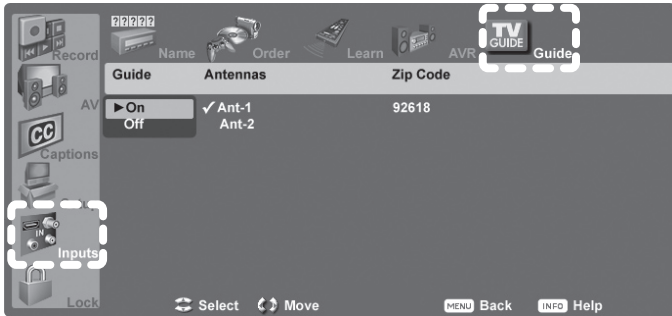 ?????
TV
GUIDE
Record
Name
Order
Learn
AVR
Guide
Guide Antennas Zip Code
AV
►On ✓Ant-1 92618
Off Ant-2
CC
Captions
IN
Inputs
Lock
Select Move MENU Back INFO Help